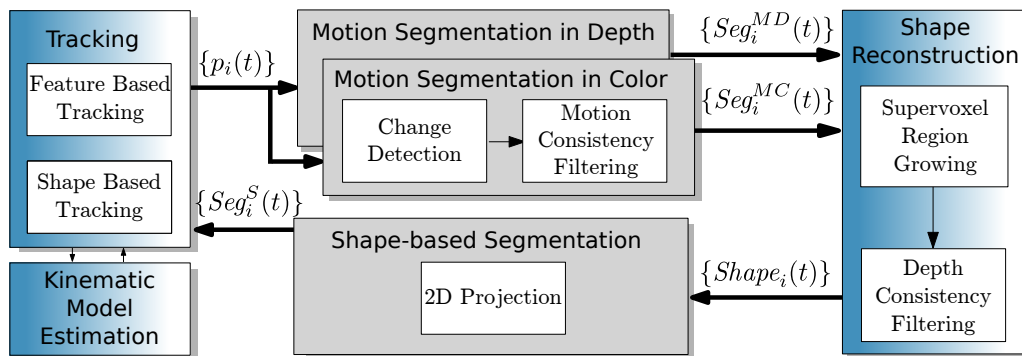 Tracking
Feature Based
Tracking
Shape Based
Tracking
Kinematic
Model
Estimation
{p_i(t)}
Motion Segmentation in Depth
Motion Segmentation in Color
Change
Detection
Motion
Consistency
Filtering
{Seg_i^{MD}(t)}
{Seg_i^{MC}(t)}
Shape
Reconstruction
Supervoxel
Region
Growing
Depth
Consistency
Filtering
{Shape_i(t)}
Shape-based Segmentation
2D Projection
{Seg_i^S(t)}